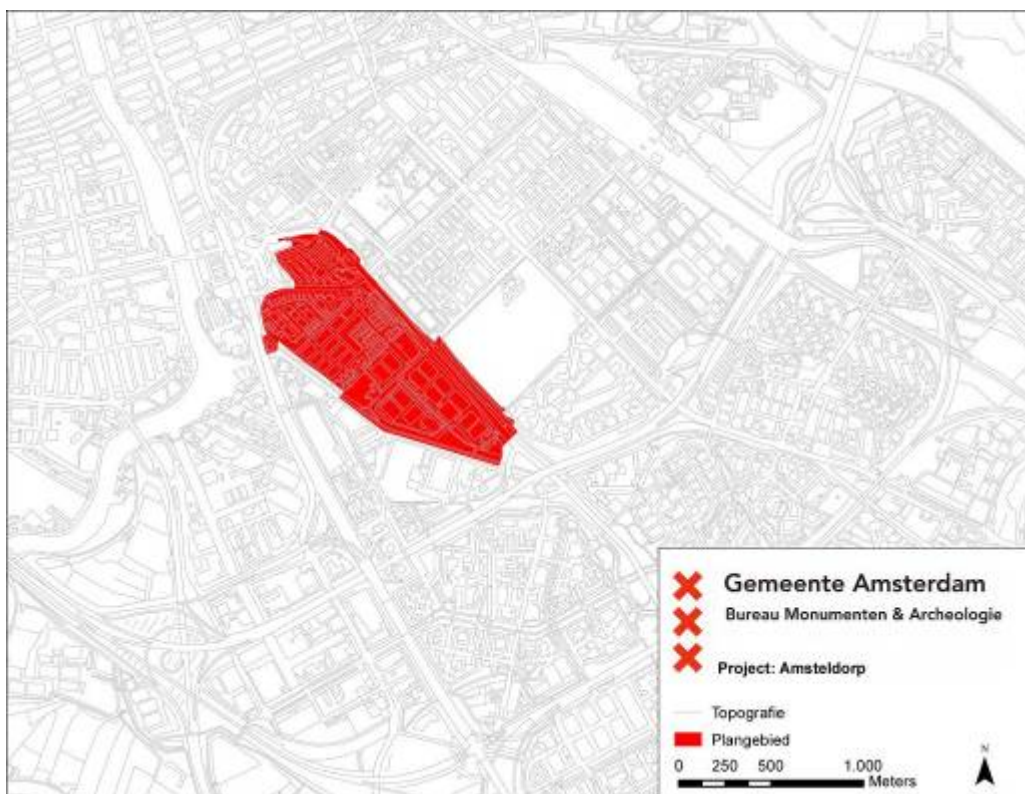 Gemeente Amsterdam
Bureau Monumenten & Archeologie
Project: Amsteldorp
Topografie
Plangebied
0 250 500 1.000
Meters
N